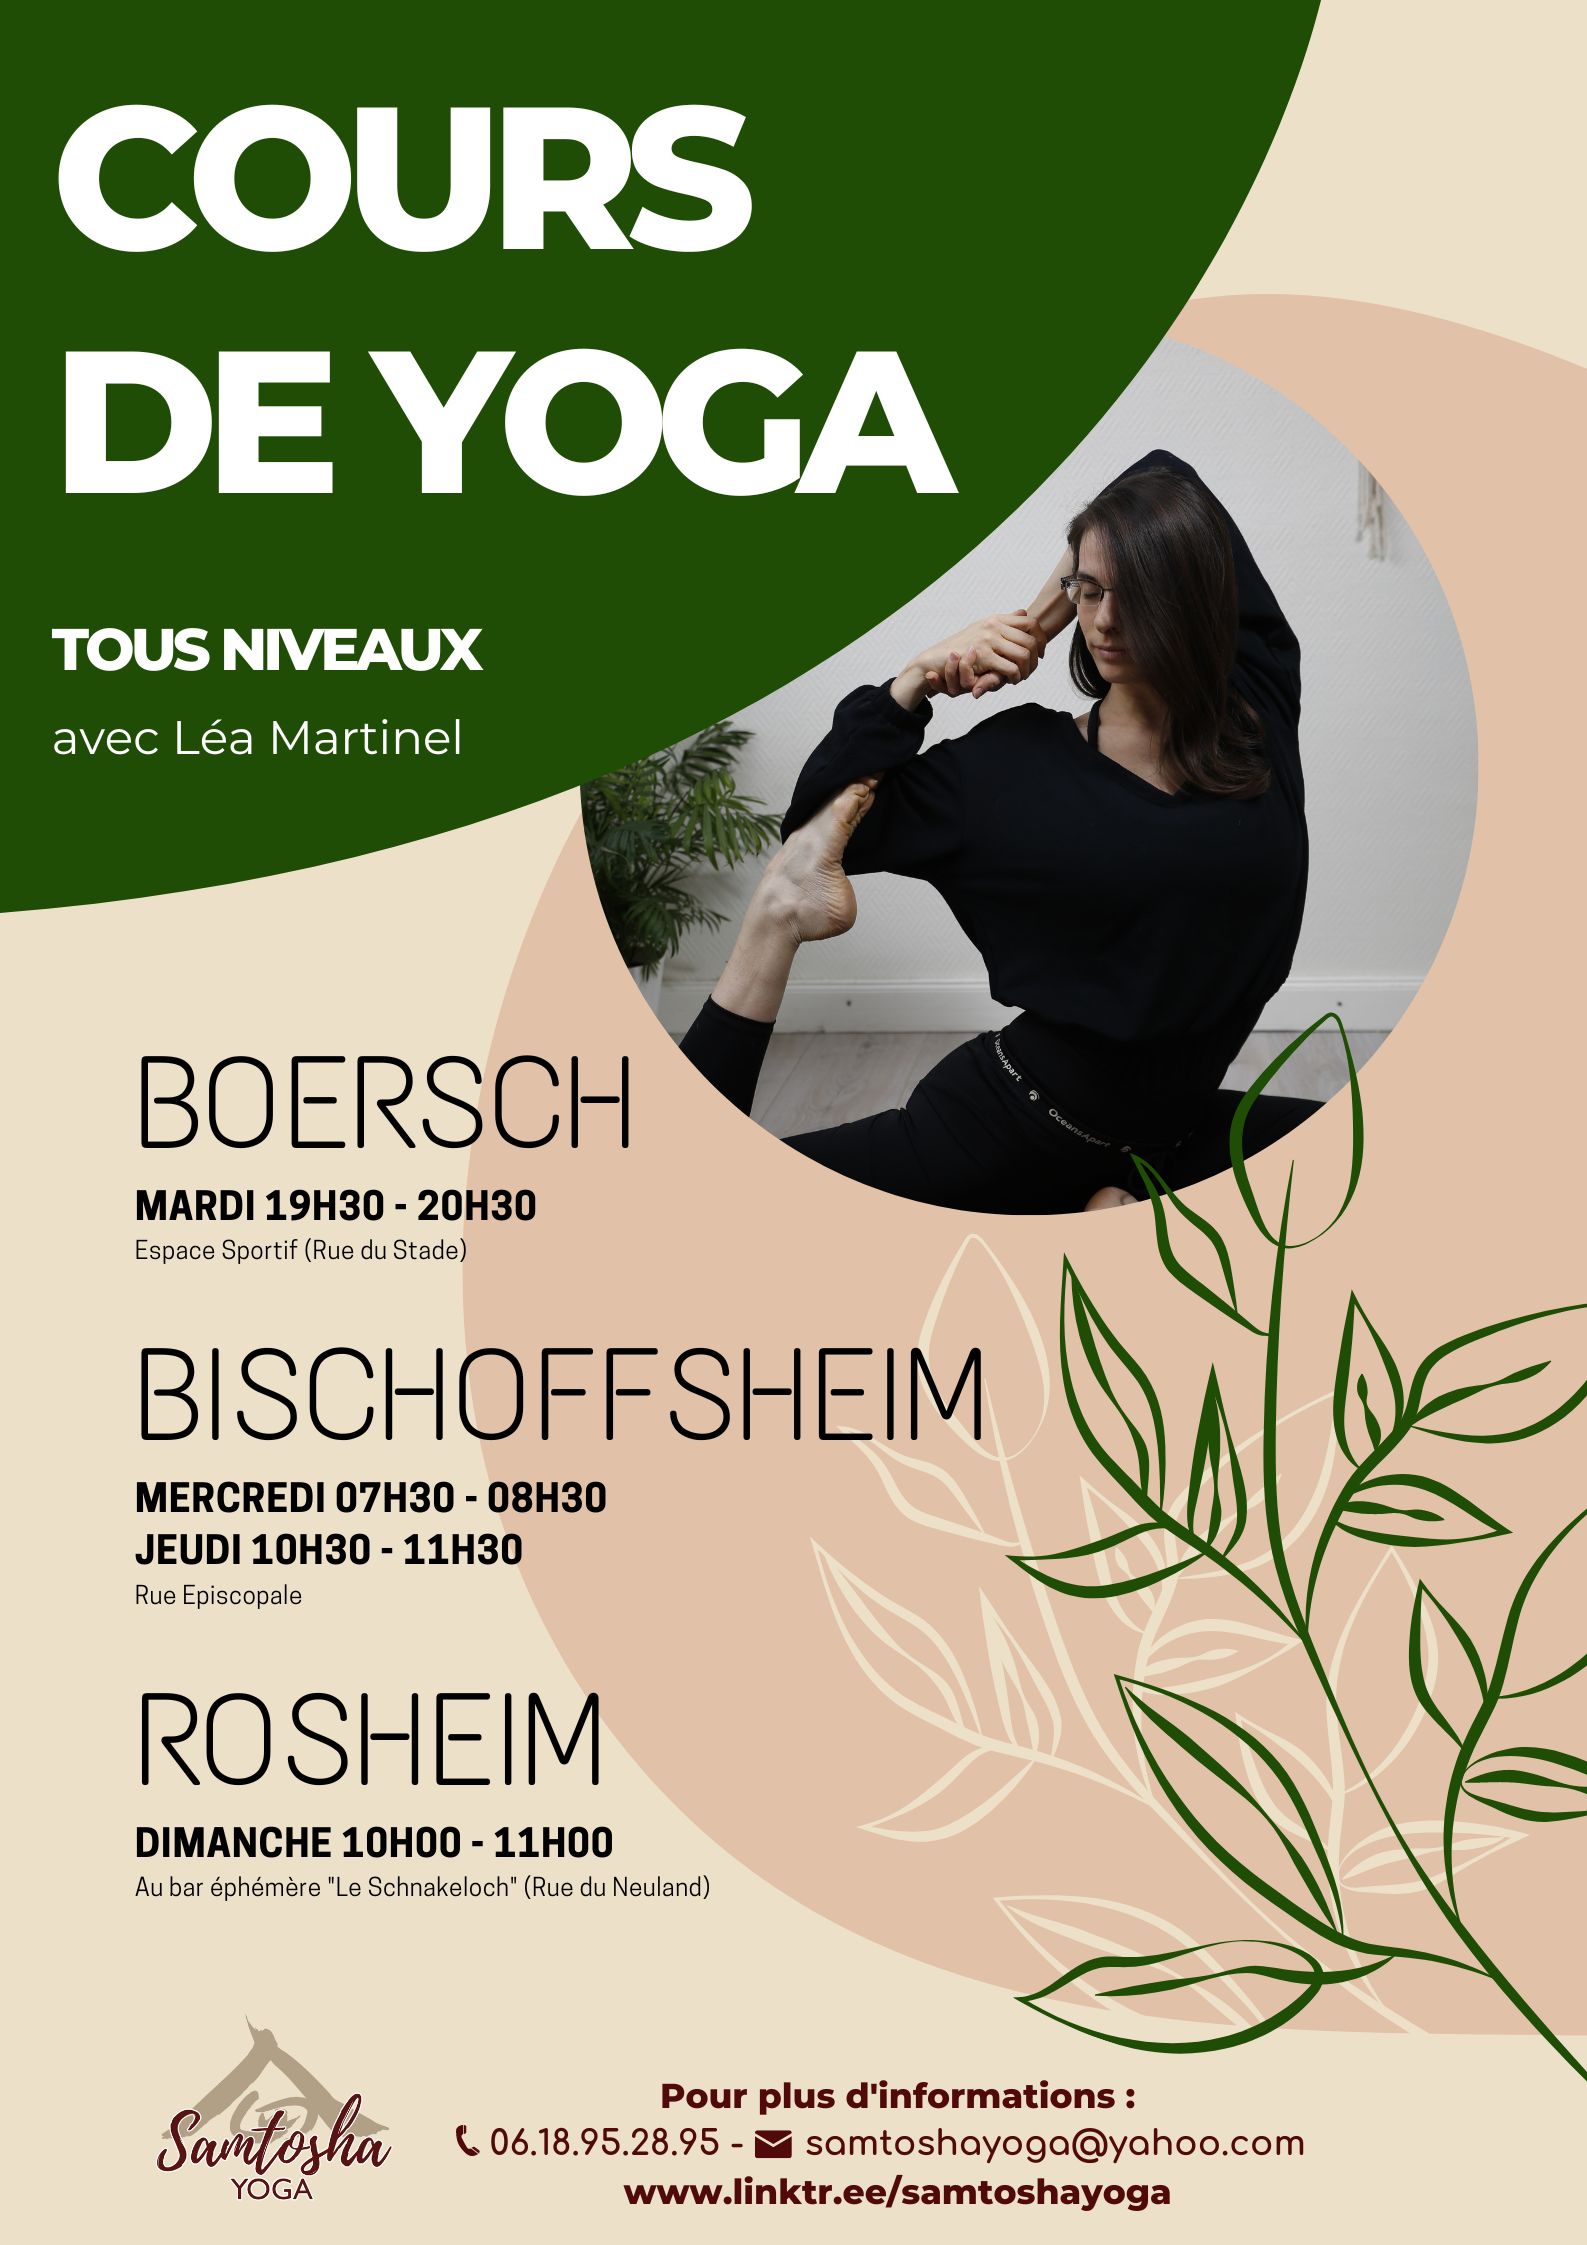 COURS
DE YOGA
TOUS NIVEAUX
avec Léa Martinel
OceansApart
OceansApart
BOERSCH
MARDI 19H30 - 20H30
Espace Sportif (Rue du Stade)
BISCHOFFSHEIM
MERCREDI 07H30 - 08H30
JEUDI 10H30 - 11H30
Rue Episcopale
ROSHEIM
DIMANCHE 10H00 - 11H00
Au bar éphémère "Le Schnakeloch" (Rue du Neuland)
Samtosha
YOGA
Pour plus d'informations :
06.18.95.28.95 - samtoshayoga@yahoo.com
www.linktr.ee/samtoshayoga